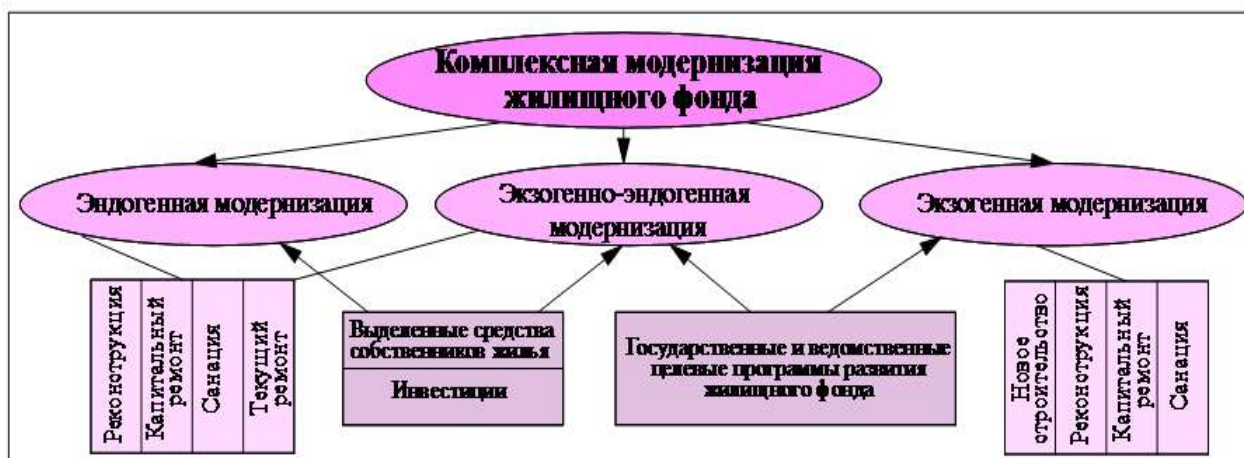 Комплексная модернизация
жилищного фонда
Эндогенная модернизация
Экзогенно-эндогенная
модернизация
Экзогенная модернизация
Реконструкция
Капитальный
ремонт
Санация
Текущий
ремонт
Выделенные средства
собственников жилья
Инвестиции
Государственные и ведомственные
целевые программы развития
жилищного фонда
Новое
строительство
Реконструкция
Капитальный
ремонт
Санация